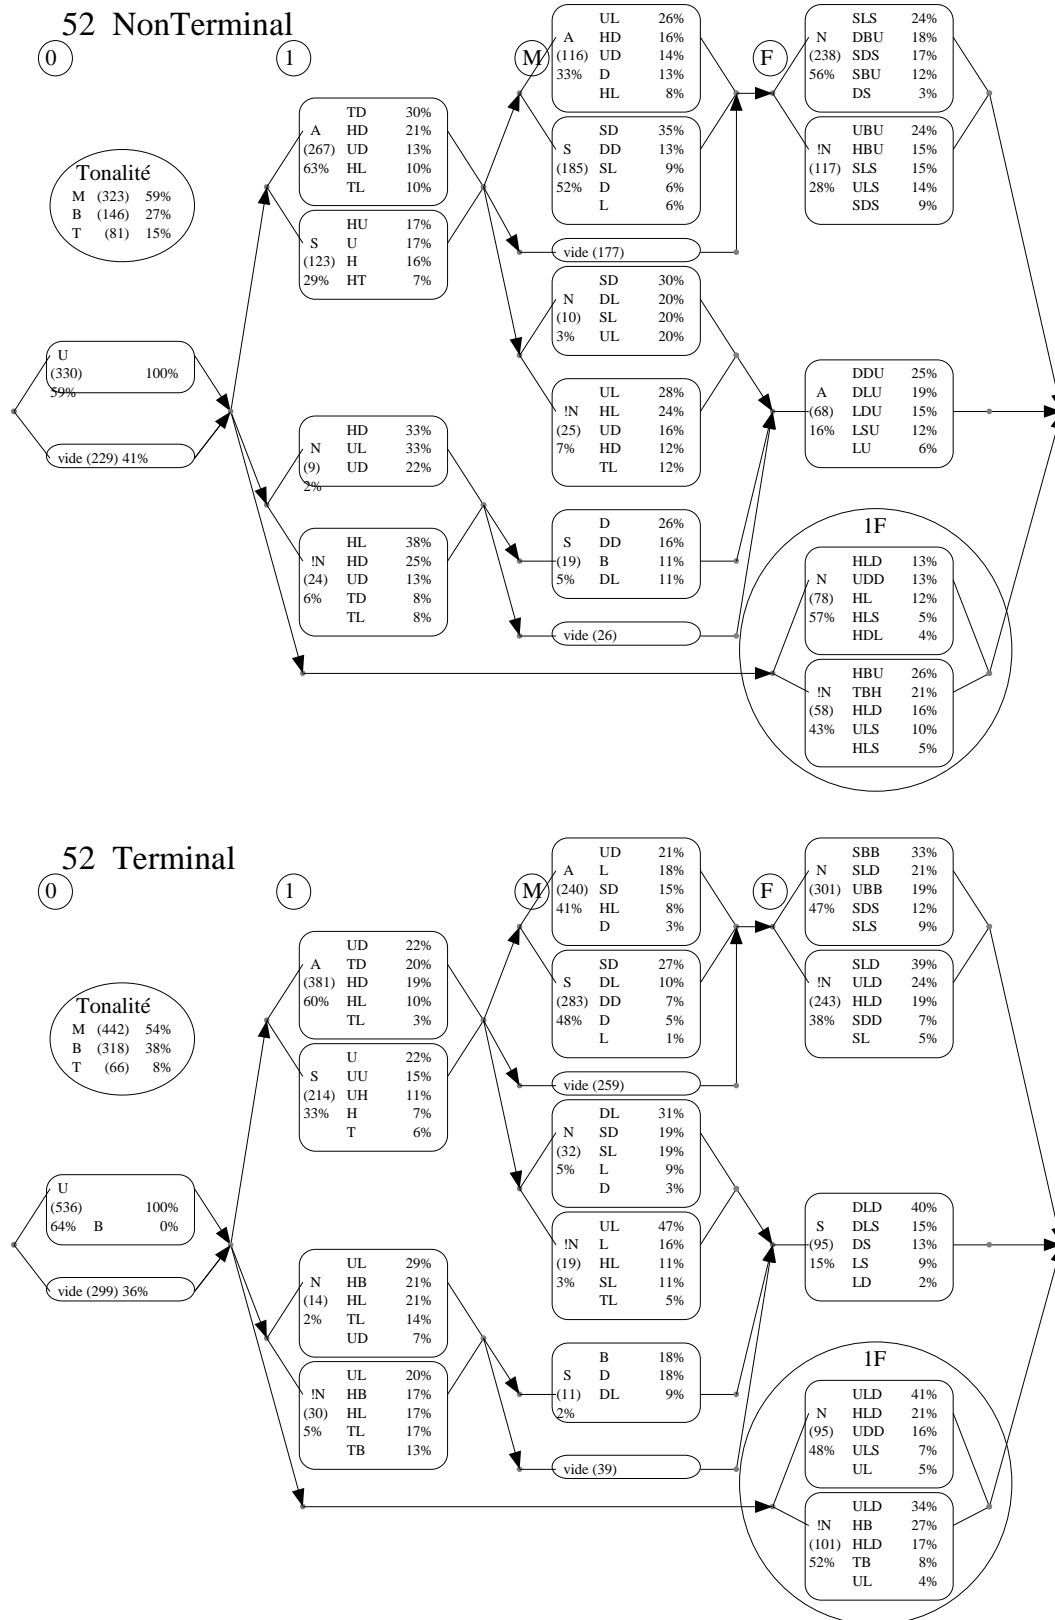 52 NonTerminal
0
1
M
F
Tonalité
M (323) 59%
B (146) 27%
T (81) 15%
U
(330) 100%
59%
vide (229) 41%
TD 30%
A HD 21%
(267) UD 13%
63% HL 10%
TL 10%
HU 17%
S U 17%
(123) H 16%
29% HT 7%
HD 33%
N UL 33%
(9) UD 22%
2%
HL 38%
!N HD 25%
(24) UD 13%
6% TD 8%
TL 8%
UL 26%
A HD 16%
(116) UD 14%
33% D 13%
HL 8%
SD 35%
S DD 13%
(185) SL 9%
52% D 6%
L 6%
vide (177)
SD 30%
N DL 20%
(10) SL 20%
3% UL 20%
UL 28%
!N HL 24%
(25) UD 16%
7% HD 12%
TL 12%
D 26%
S DD 16%
(19) B 11%
5% DL 11%
vide (26)
SLS 24%
N DBU 18%
(238) SDS 17%
56% SBU 12%
DS 3%
UBU 24%
!N HBU 15%
(117) SLS 15%
28% ULS 14%
SDS 9%
DDU 25%
A DLU 19%
(68) LDU 15%
16% LSU 12%
LU 6%
1F
HLD 13%
N UDD 13%
(78) HL 12%
57% HLS 5%
HDL 4%
HBU 26%
!N TBH 21%
(58) HLD 16%
43% ULS 10%
HLS 5%
52 Terminal
0
1
M
F
Tonalité
M (442) 54%
B (318) 38%
T (66) 8%
U
(536) 100%
64% B 0%
vide (299) 36%
UD 22%
A TD 20%
(381) HD 19%
60% HL 10%
TL 3%
U 22%
S UU 15%
(214) UH 11%
33% H 7%
T 6%
UL 29%
N HB 21%
(14) HL 21%
2% TL 14%
UD 7%
UL 20%
!N HB 17%
(30) HL 17%
5% TL 17%
TB 13%
UD 21%
A L 18%
(240) SD 15%
41% HL 8%
D 3%
SD 27%
S DL 10%
(283) DD 7%
48% D 5%
L 1%
vide (259)
DL 31%
N SD 19%
(32) SL 19%
5% L 9%
D 3%
UL 47%
!N L 16%
(19) HL 11%
3% SL 11%
TL 5%
B 18%
S D 18%
(11) DL 9%
2%
vide (39)
SBB 33%
N SLD 21%
(301) UBB 19%
47% SDS 12%
SLS 9%
SLD 39%
!N ULD 24%
(243) HLD 19%
38% SDD 7%
SL 5%
DLD 40%
S DLS 15%
(95) DS 13%
15% LS 9%
LD 2%
1F
ULD 41%
N HLD 21%
(95) UDD 16%
48% ULS 7%
UL 5%
ULD 34%
!N HB 27%
(101) HLD 17%
52% TB 8%
UL 4%